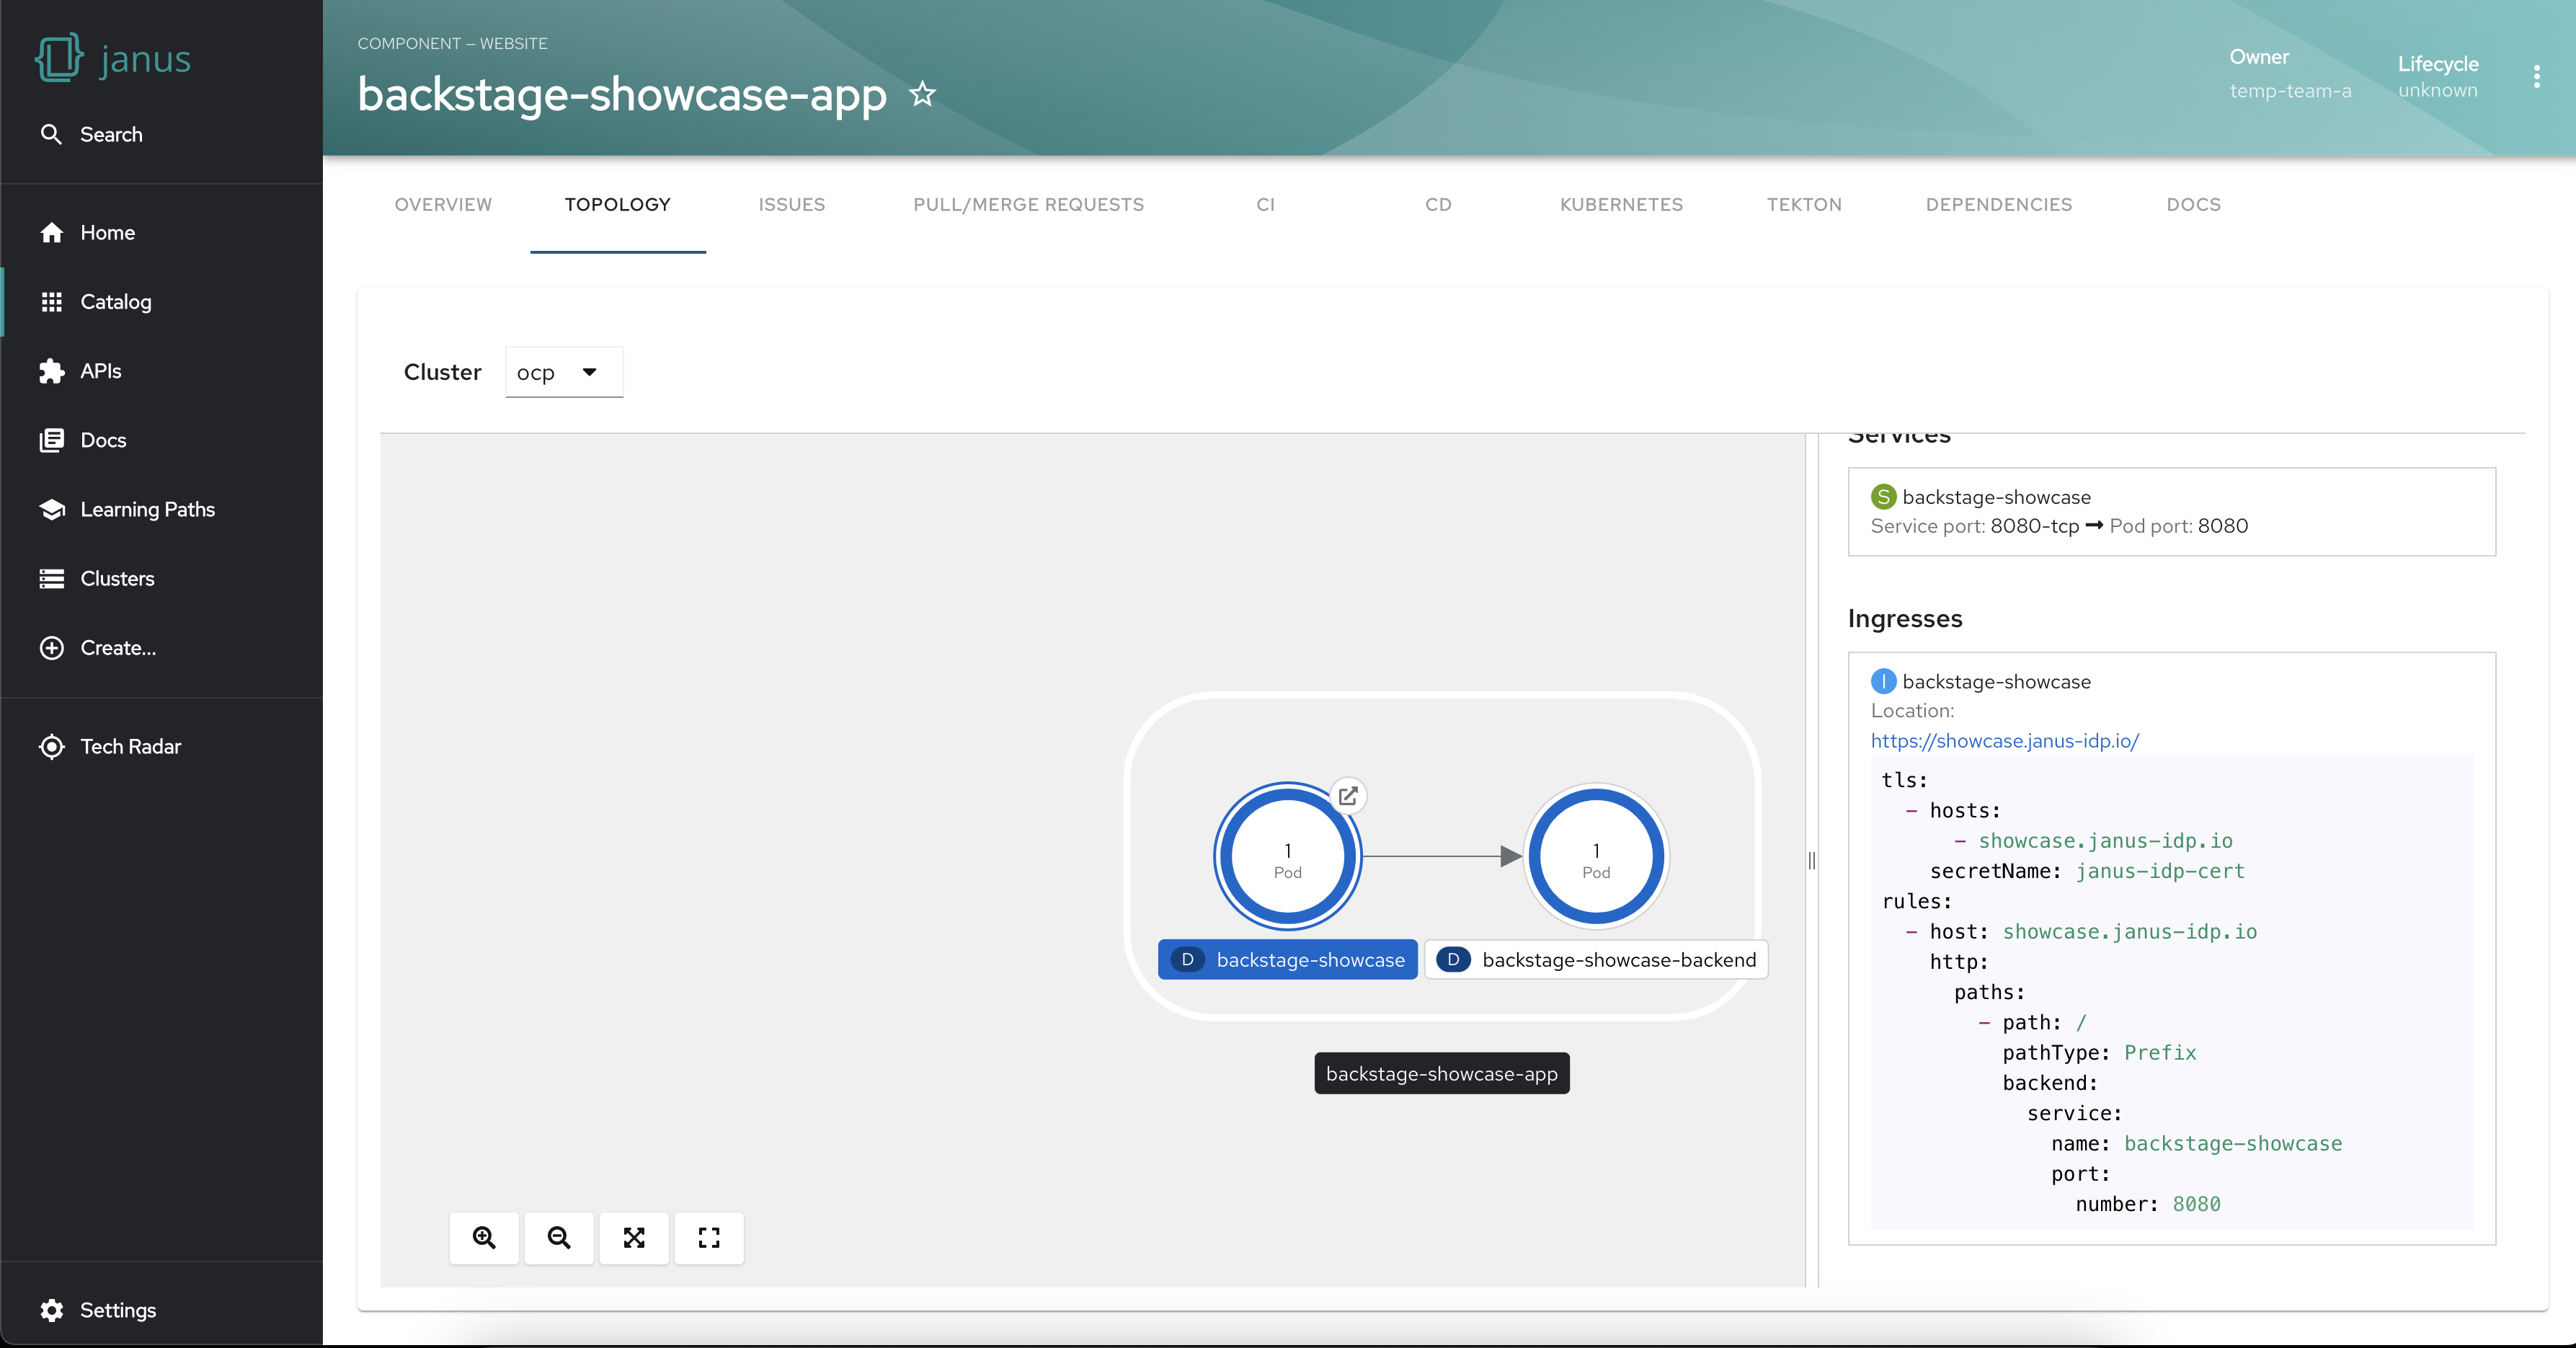 janus
Search
Home
Catalog
APIs
Docs
Learning Paths
Clusters
Create...
Tech Radar
Settings
COMPONENT — WEBSITE
backstage-showcase-app
Owner
temp-team-a
Lifecycle
unknown
OVERVIEW
TOPOLOGY
ISSUES
PULL/MERGE REQUESTS
CI
CD
KUBERNETES
TEKTON
DEPENDENCIES
DOCS
Cluster
ocp
1
Pod
1
Pod
D backstage-showcase
D backstage-showcase-backend
backstage-showcase-app
Services
S backstage-showcase
Service port: 8080-tcp ➞ Pod port: 8080
Ingresses
I backstage-showcase
Location:
https://showcase.janus-idp.io/
tls:
  - hosts:
      - showcase.janus-idp.io
    secretName: janus-idp-cert
rules:
  - host: showcase.janus-idp.io
    http:
      paths:
        - path: /
          pathType: Prefix
          backend:
            service:
              name: backstage-showcase
              port:
                number: 8080